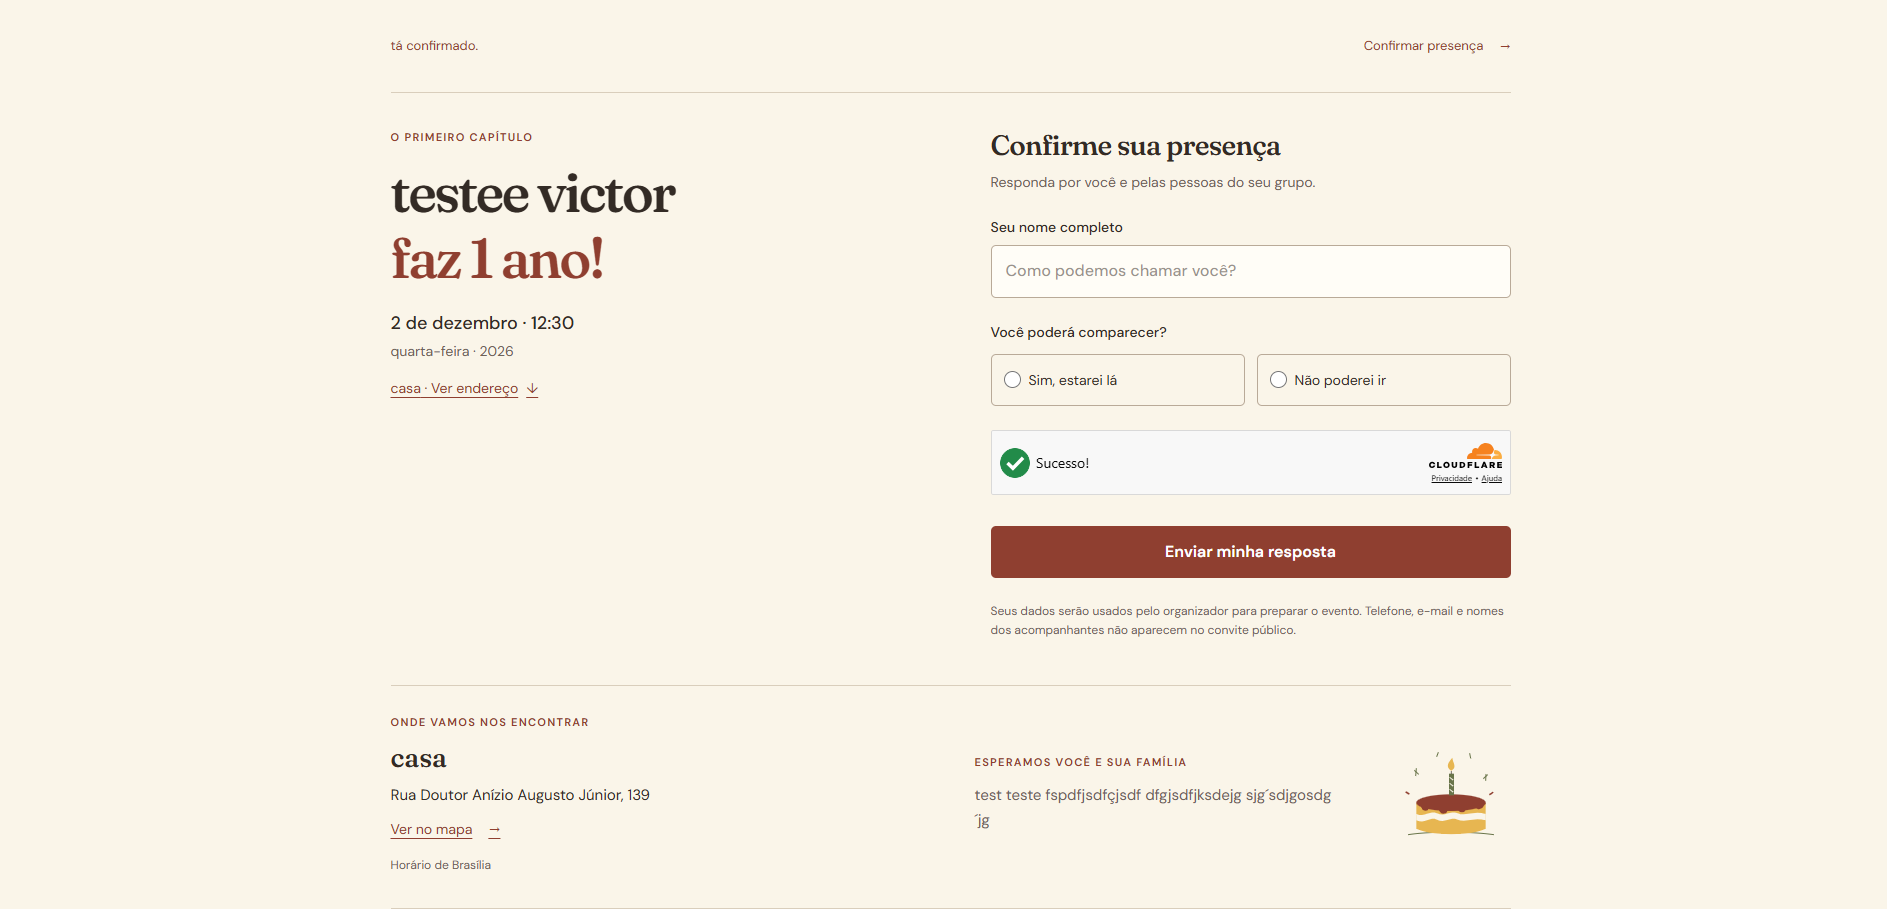 tá confirmado.
Confirmar presença →
O PRIMEIRO CAPÍTULO
testee victor
faz 1 ano!
2 de dezembro · 12:30
quarta-feira · 2026
casa · Ver endereço ↓
Confirme sua presença
Responda por você e pelas pessoas do seu grupo.
Seu nome completo
Como podemos chamar você?
Você poderá comparecer?
Sim, estarei lá
Não poderei ir
Sucesso!
CLOUDFLARE
Privacidade • Ajuda
Enviar minha resposta
Seus dados serão usados pelo organizador para preparar o evento. Telefone, e-mail e nomes
dos acompanhantes não aparecem no convite público.
ONDE VAMOS NOS ENCONTRAR
casa
Rua Doutor Anízio Augusto Júnior, 139
Ver no mapa →
Horário de Brasília
ESPERAMOS VOCÊ E SUA FAMÍLIA
test teste fspdfjsdfçjsdf dfgjsdfjksdejg sjg´sdjgosdg
´jg